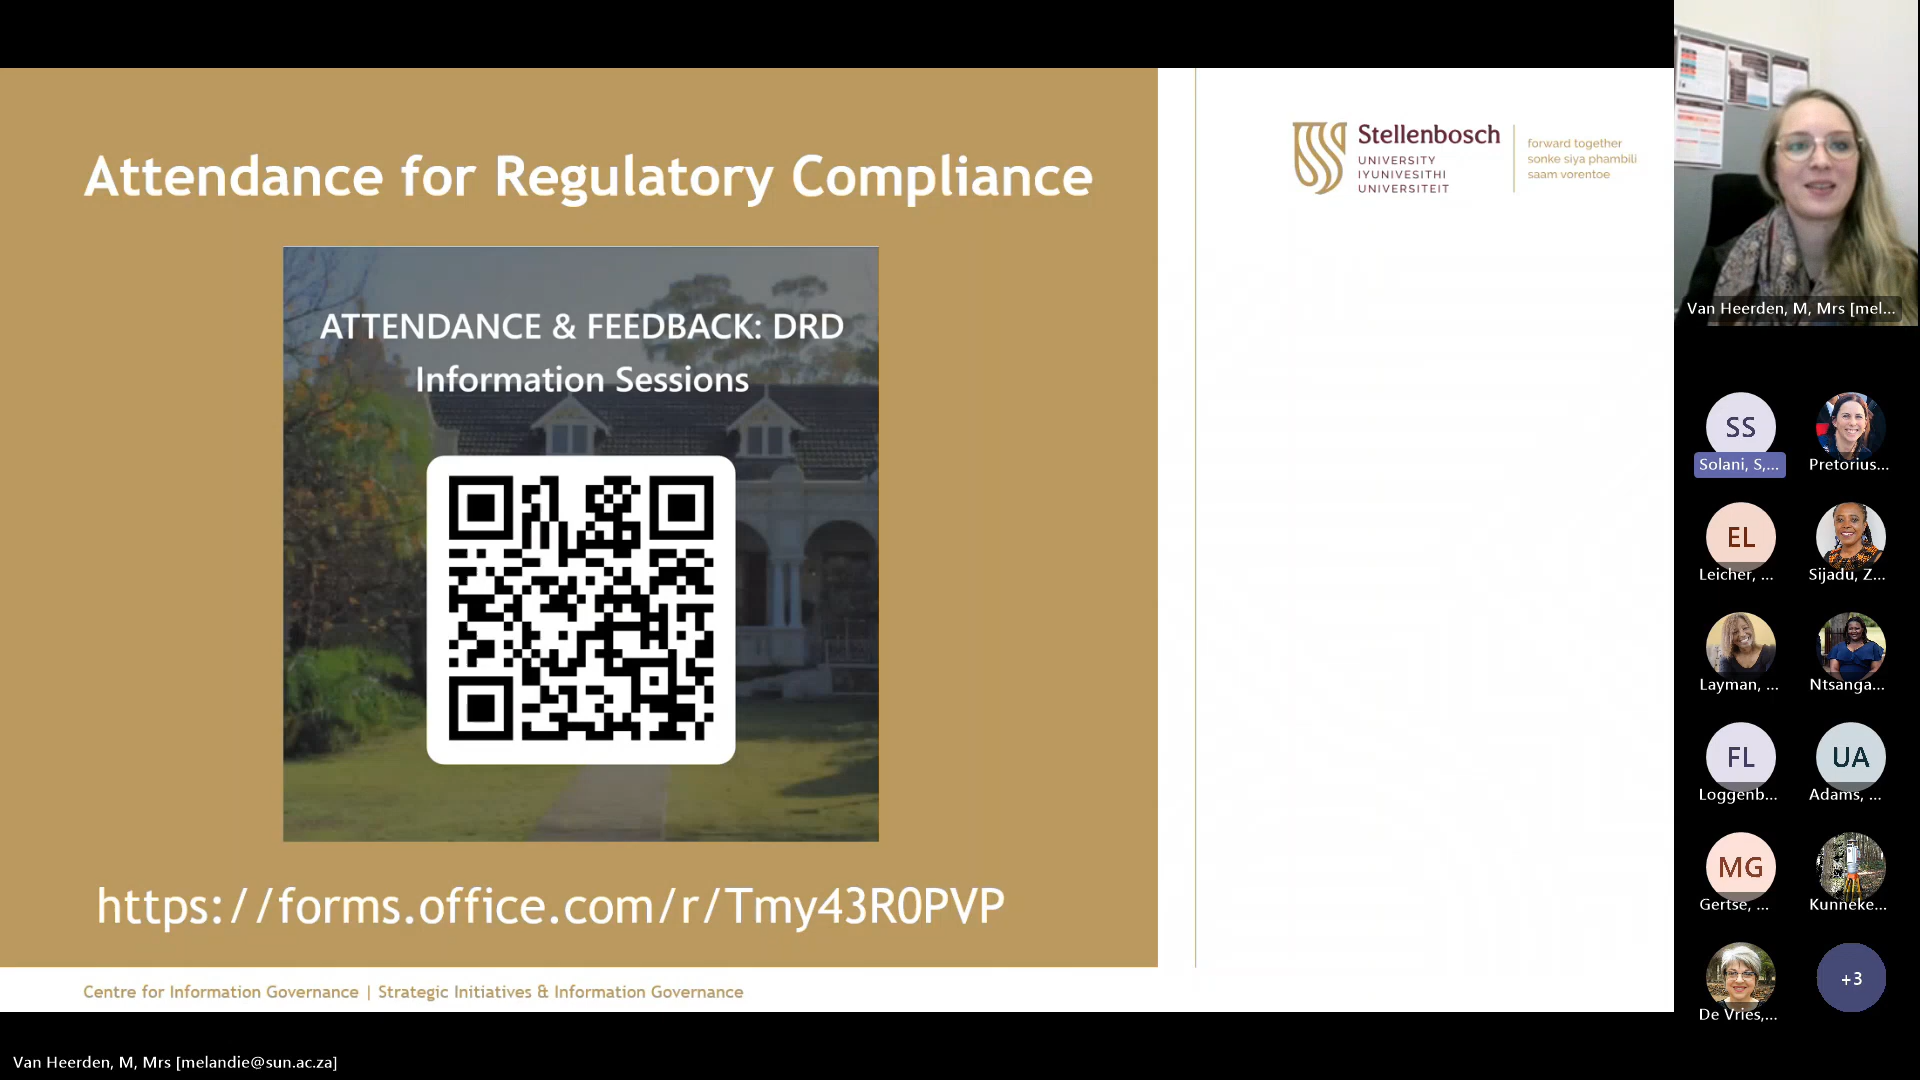 Attendance for Regulatory Compliance
ATTENDANCE & FEEDBACK: DRD
Information Sessions
https://forms.office.com/r/Tmy43R0PVP
Centre for Information Governance | Strategic Initiatives & Information Governance
Stellenbosch
UNIVERSITY
IYUNIVESITHI
UNIVERSITEIT
forward together
sonke siya phambili
saam vorentoe
Van Heerden, M, Mrs [mel...
SS
Solani, S,...
Pretorius...
EL
Leicher, ...
Sijadu, Z...
Layman, ...
Ntsanga...
FL
Loggenb...
UA
Adams, ...
MG
Gertse, ...
Kunneke...
De Vries,...
+3
Van Heerden, M, Mrs [melandie@sun.ac.za]